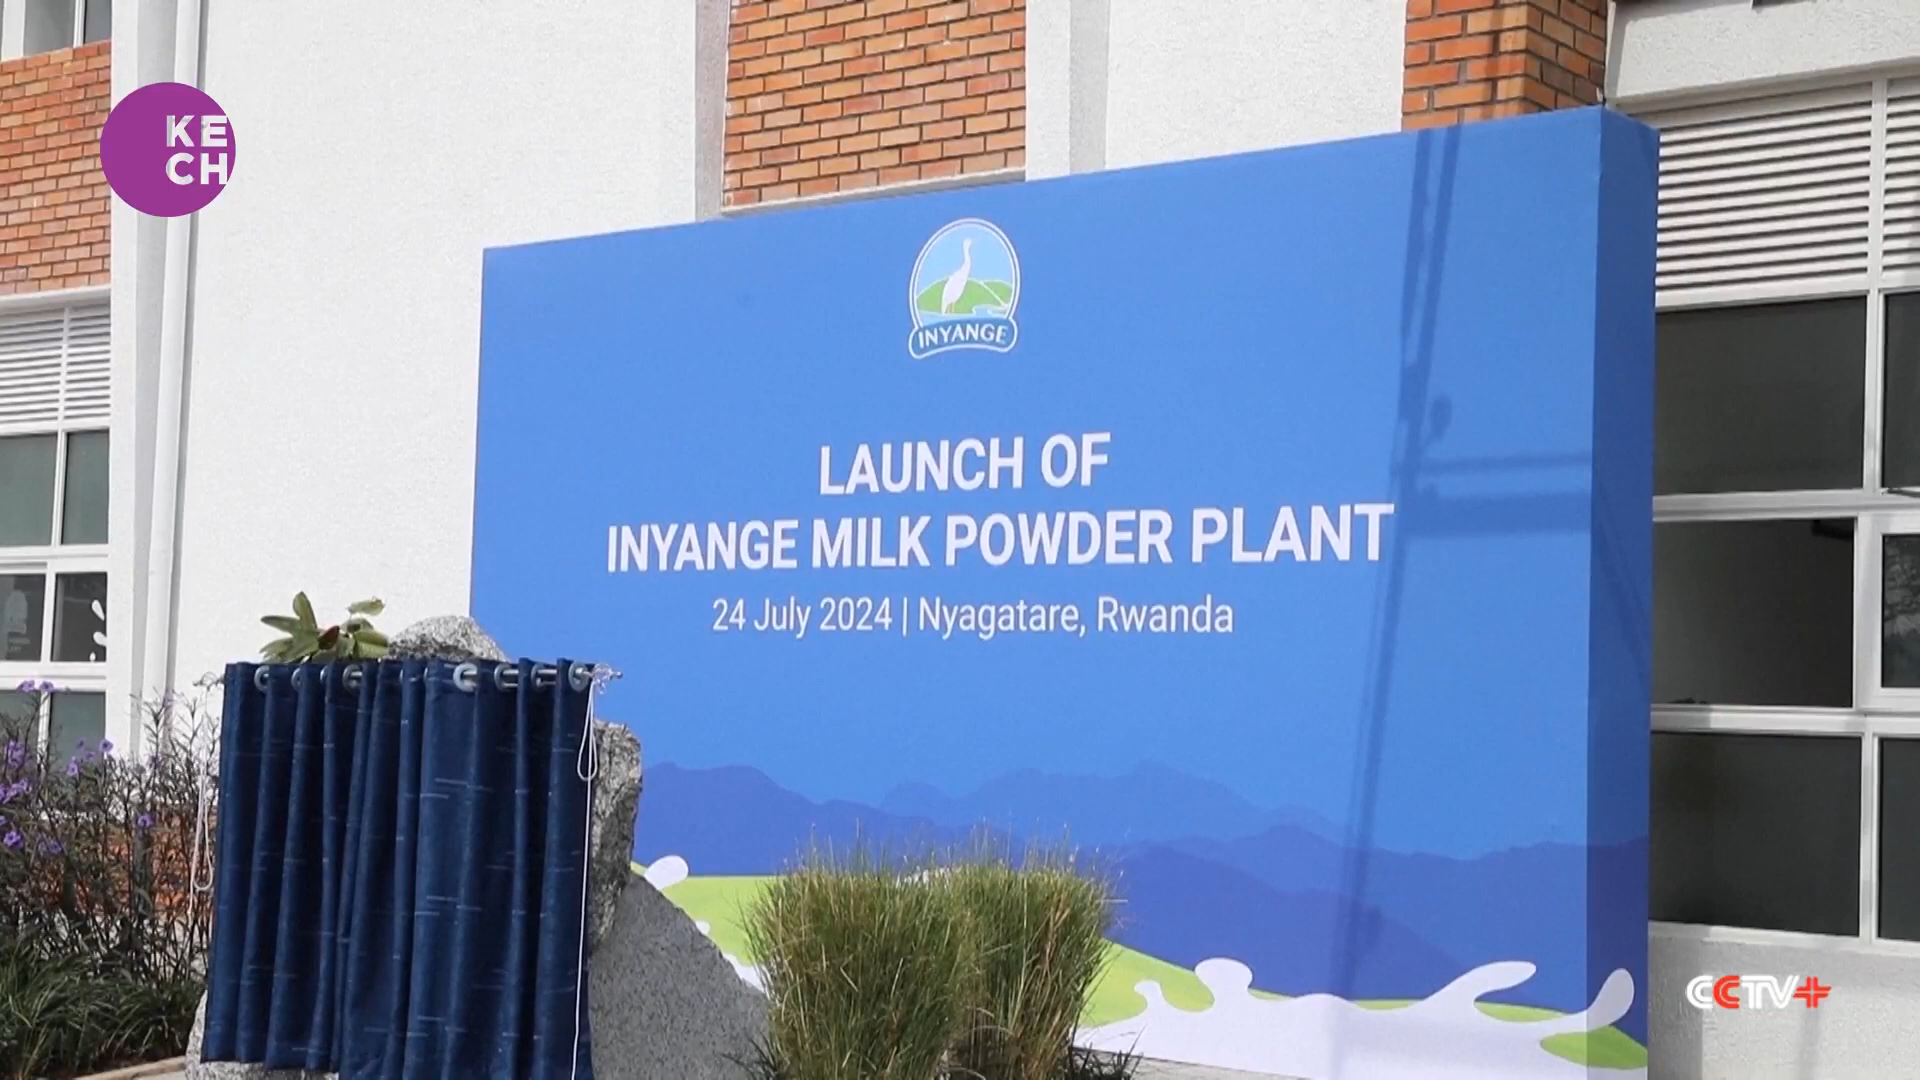 KE
CH
INYANGE
LAUNCH OF
INYANGE MILK POWDER PLANT
24 July 2024 | Nyagatare, Rwanda
CCTV+